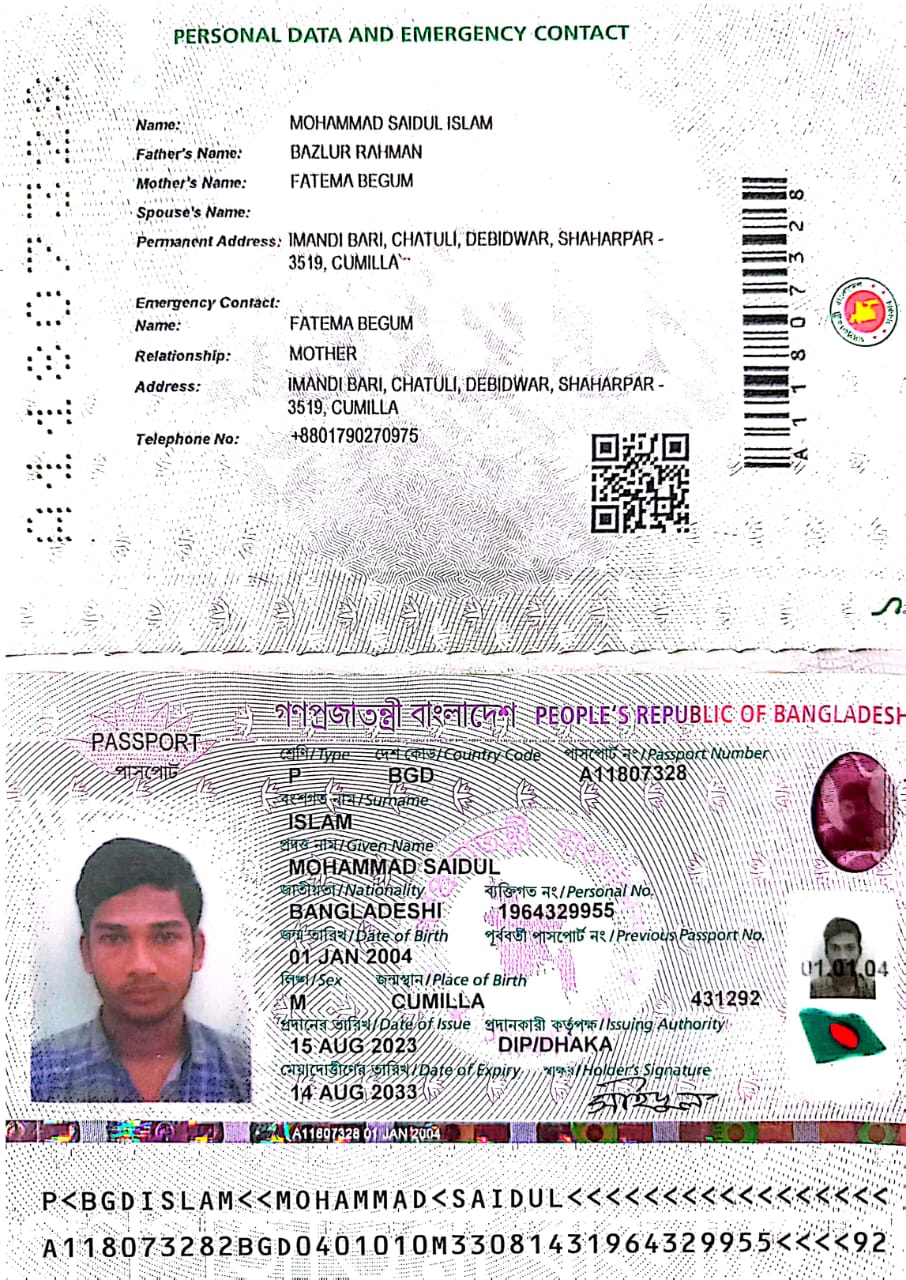 PERSONAL DATA AND EMERGENCY CONTACT
Name: MOHAMMAD SAIDUL ISLAM
Father's Name: BAZLUR RAHMAN
Mother's Name: FATEMA BEGUM
Spouse's Name:
Permanent Address: IMANDI BARI, CHATULI, DEBIDWAR, SHAHARPAR -
3519, CUMILLA
Emergency Contact:
Name: FATEMA BEGUM
Relationship: MOTHER
Address: IMANDI BARI, CHATULI, DEBIDWAR, SHAHARPAR -
3519, CUMILLA
Telephone No: +8801790270975
A11807328
A11807328
গণপ্রজাতন্ত্রী বাংলাদেশ PEOPLE'S REPUBLIC OF BANGLADESH
PASSPORT
পাসপোর্ট
শ্রেণি/Type দেশ কোড/Country Code পাসপোর্ট নং/Passport Number
P BGD A11807328
বংশগত নাম/Surname
ISLAM
প্রদত্ত নাম/Given Name
MOHAMMAD SAIDUL
জাতীয়তা/Nationality ব্যক্তিগত নং/Personal No.
BANGLADESHI 1964329955
জন্ম তারিখ/Date of Birth পূর্ববর্তী পাসপোর্ট নং/Previous Passport No.
01 JAN 2004
01.01.04
লিঙ্গ/Sex জন্মস্থান/Place of Birth
M CUMILLA 431292
প্রদানের তারিখ/Date of Issue প্রদানকারী কর্তৃপক্ষ/Issuing Authority
15 AUG 2023 DIP/DHAKA
মেয়াদোত্তীর্ণের তারিখ/Date of Expiry স্বাক্ষর/Holder's Signature
14 AUG 2033 সাইদুল
A11807328 01 JAN 2004
P<BGDISLAM<<MOHAMMAD<SAIDUL<<<<<<<<<<<<<<<<<
A118073282BGD0401010M33081431964329955<<<<92